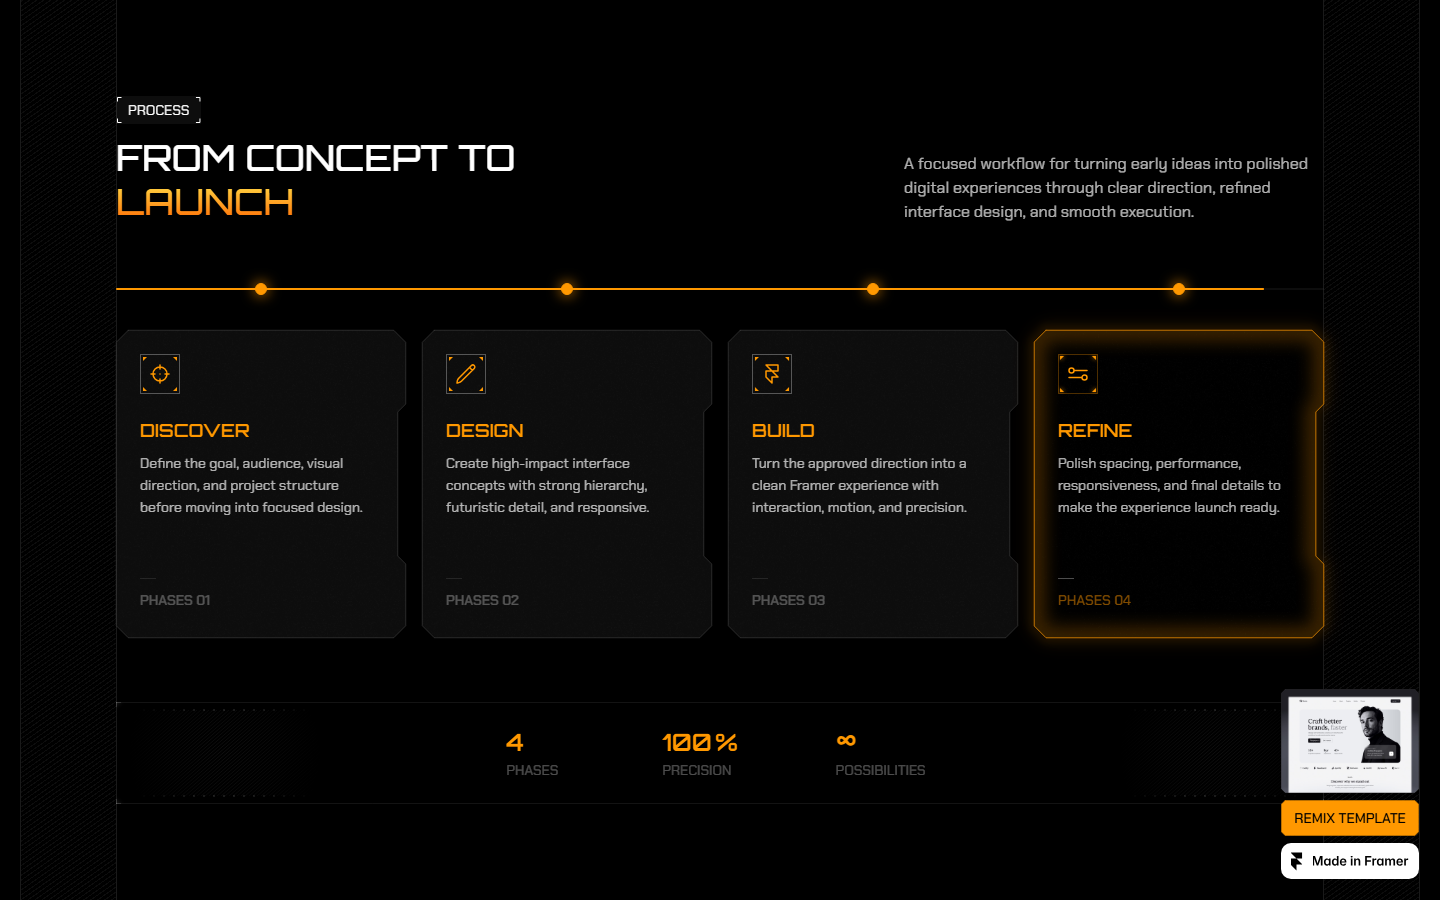 PROCESS
FROM CONCEPT TO
LAUNCH
A focused workflow for turning early ideas into polished
digital experiences through clear direction, refined
interface design, and smooth execution.
DISCOVER
Define the goal, audience, visual
direction, and project structure
before moving into focused design.
PHASES 01
DESIGN
Create high-impact interface
concepts with strong hierarchy,
futuristic detail, and responsive.
PHASES 02
BUILD
Turn the approved direction into a
clean Framer experience with
interaction, motion, and precision.
PHASES 03
REFINE
Polish spacing, performance,
responsiveness, and final details to
make the experience launch ready.
PHASES 04
4
PHASES
100 %
PRECISION
∞
POSSIBILITIES
Craft better
brands, faster
REMIX TEMPLATE
Made in Framer